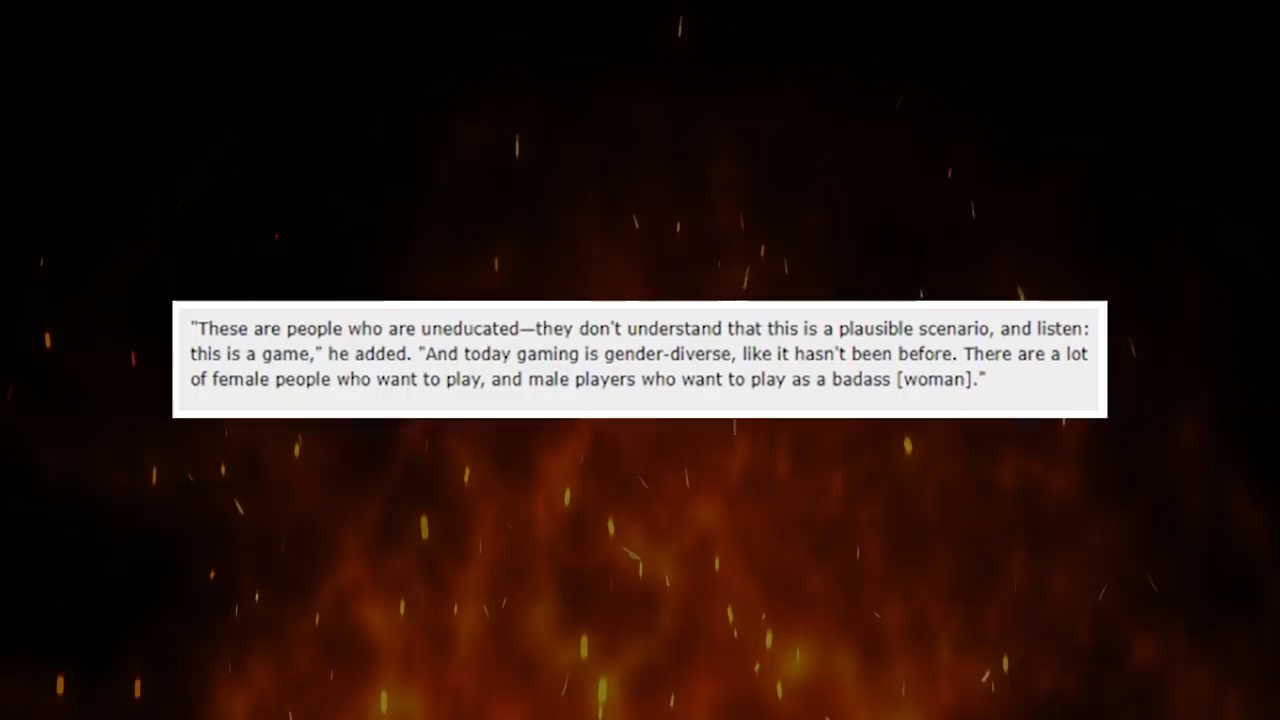 "These are people who are uneducated—they don't understand that this is a plausible scenario, and listen:
this is a game," he added. "And today gaming is gender-diverse, like it hasn't been before. There are a lot
of female people who want to play, and male players who want to play as a badass [woman]."